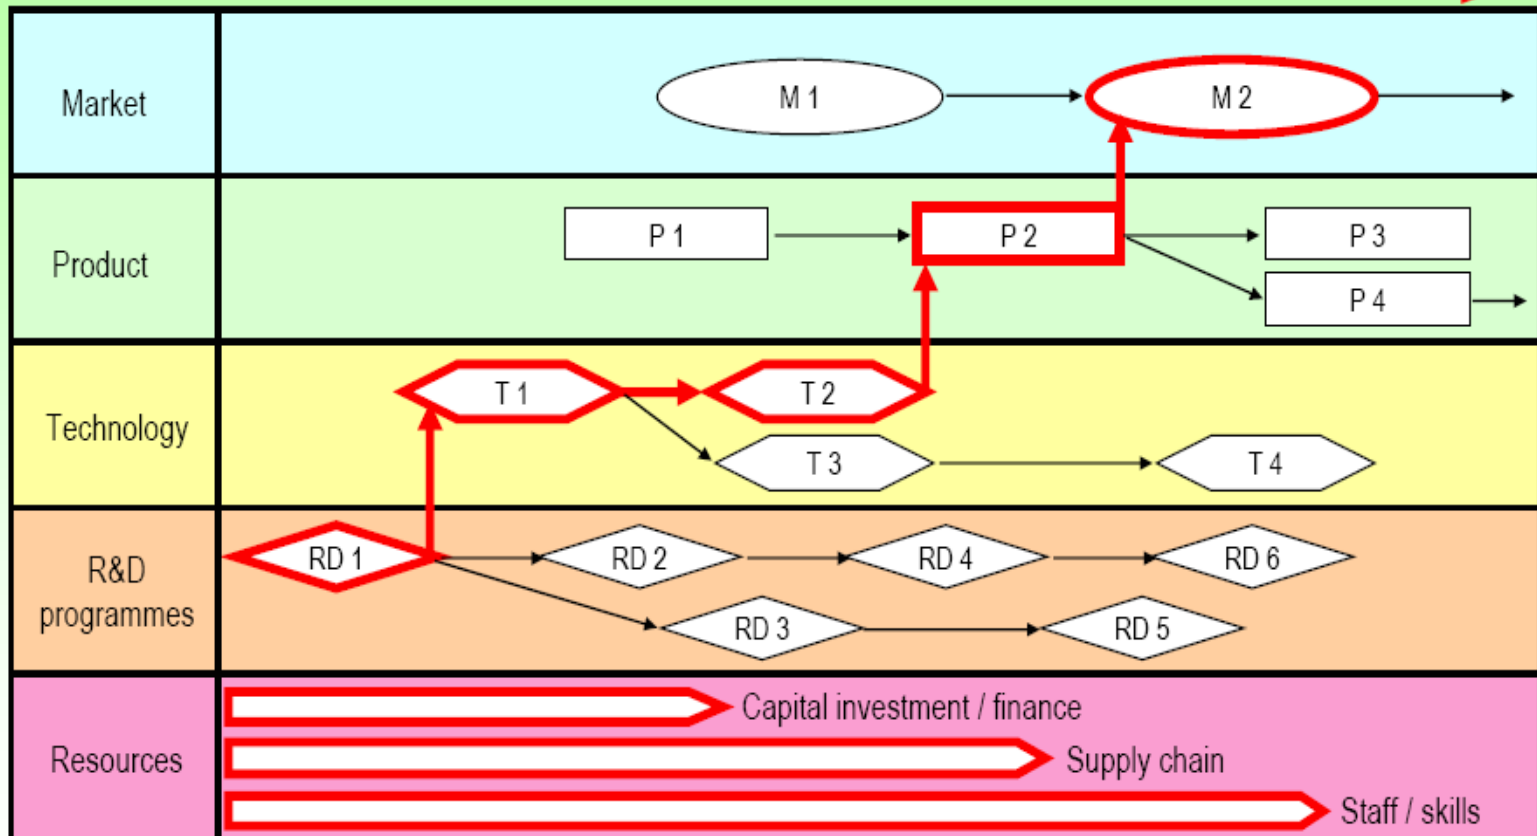 Market
M 1
M 2
Product
P 1
P 2
P 3
P 4
Technology
T 1
T 2
T 3
T 4
R&D
programmes
RD 1
RD 2
RD 4
RD 6
RD 3
RD 5
Resources
Capital investment / finance
Supply chain
Staff / skills